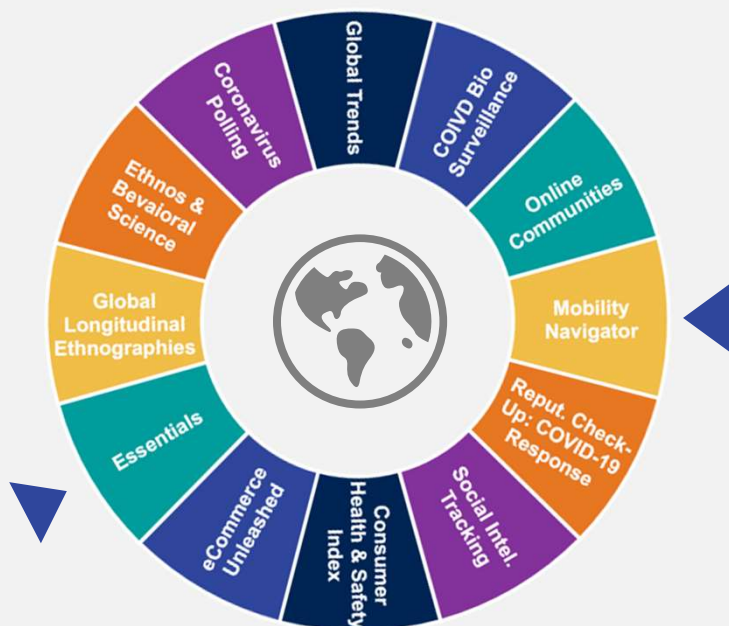 Global Trends
COIVD Bio
Surveillance
Online
Communities
Mobility
Navigator
Reput. Check-
Up: COVID-19
Response
Social Intel.
Tracking
Consumer
Health & Safety
Index
eCommerce
Unleashed
Essentials
Global
Longitudinal
Ethnographies
Ethnos &
Bevaioral
Science
Coronavirus
Polling